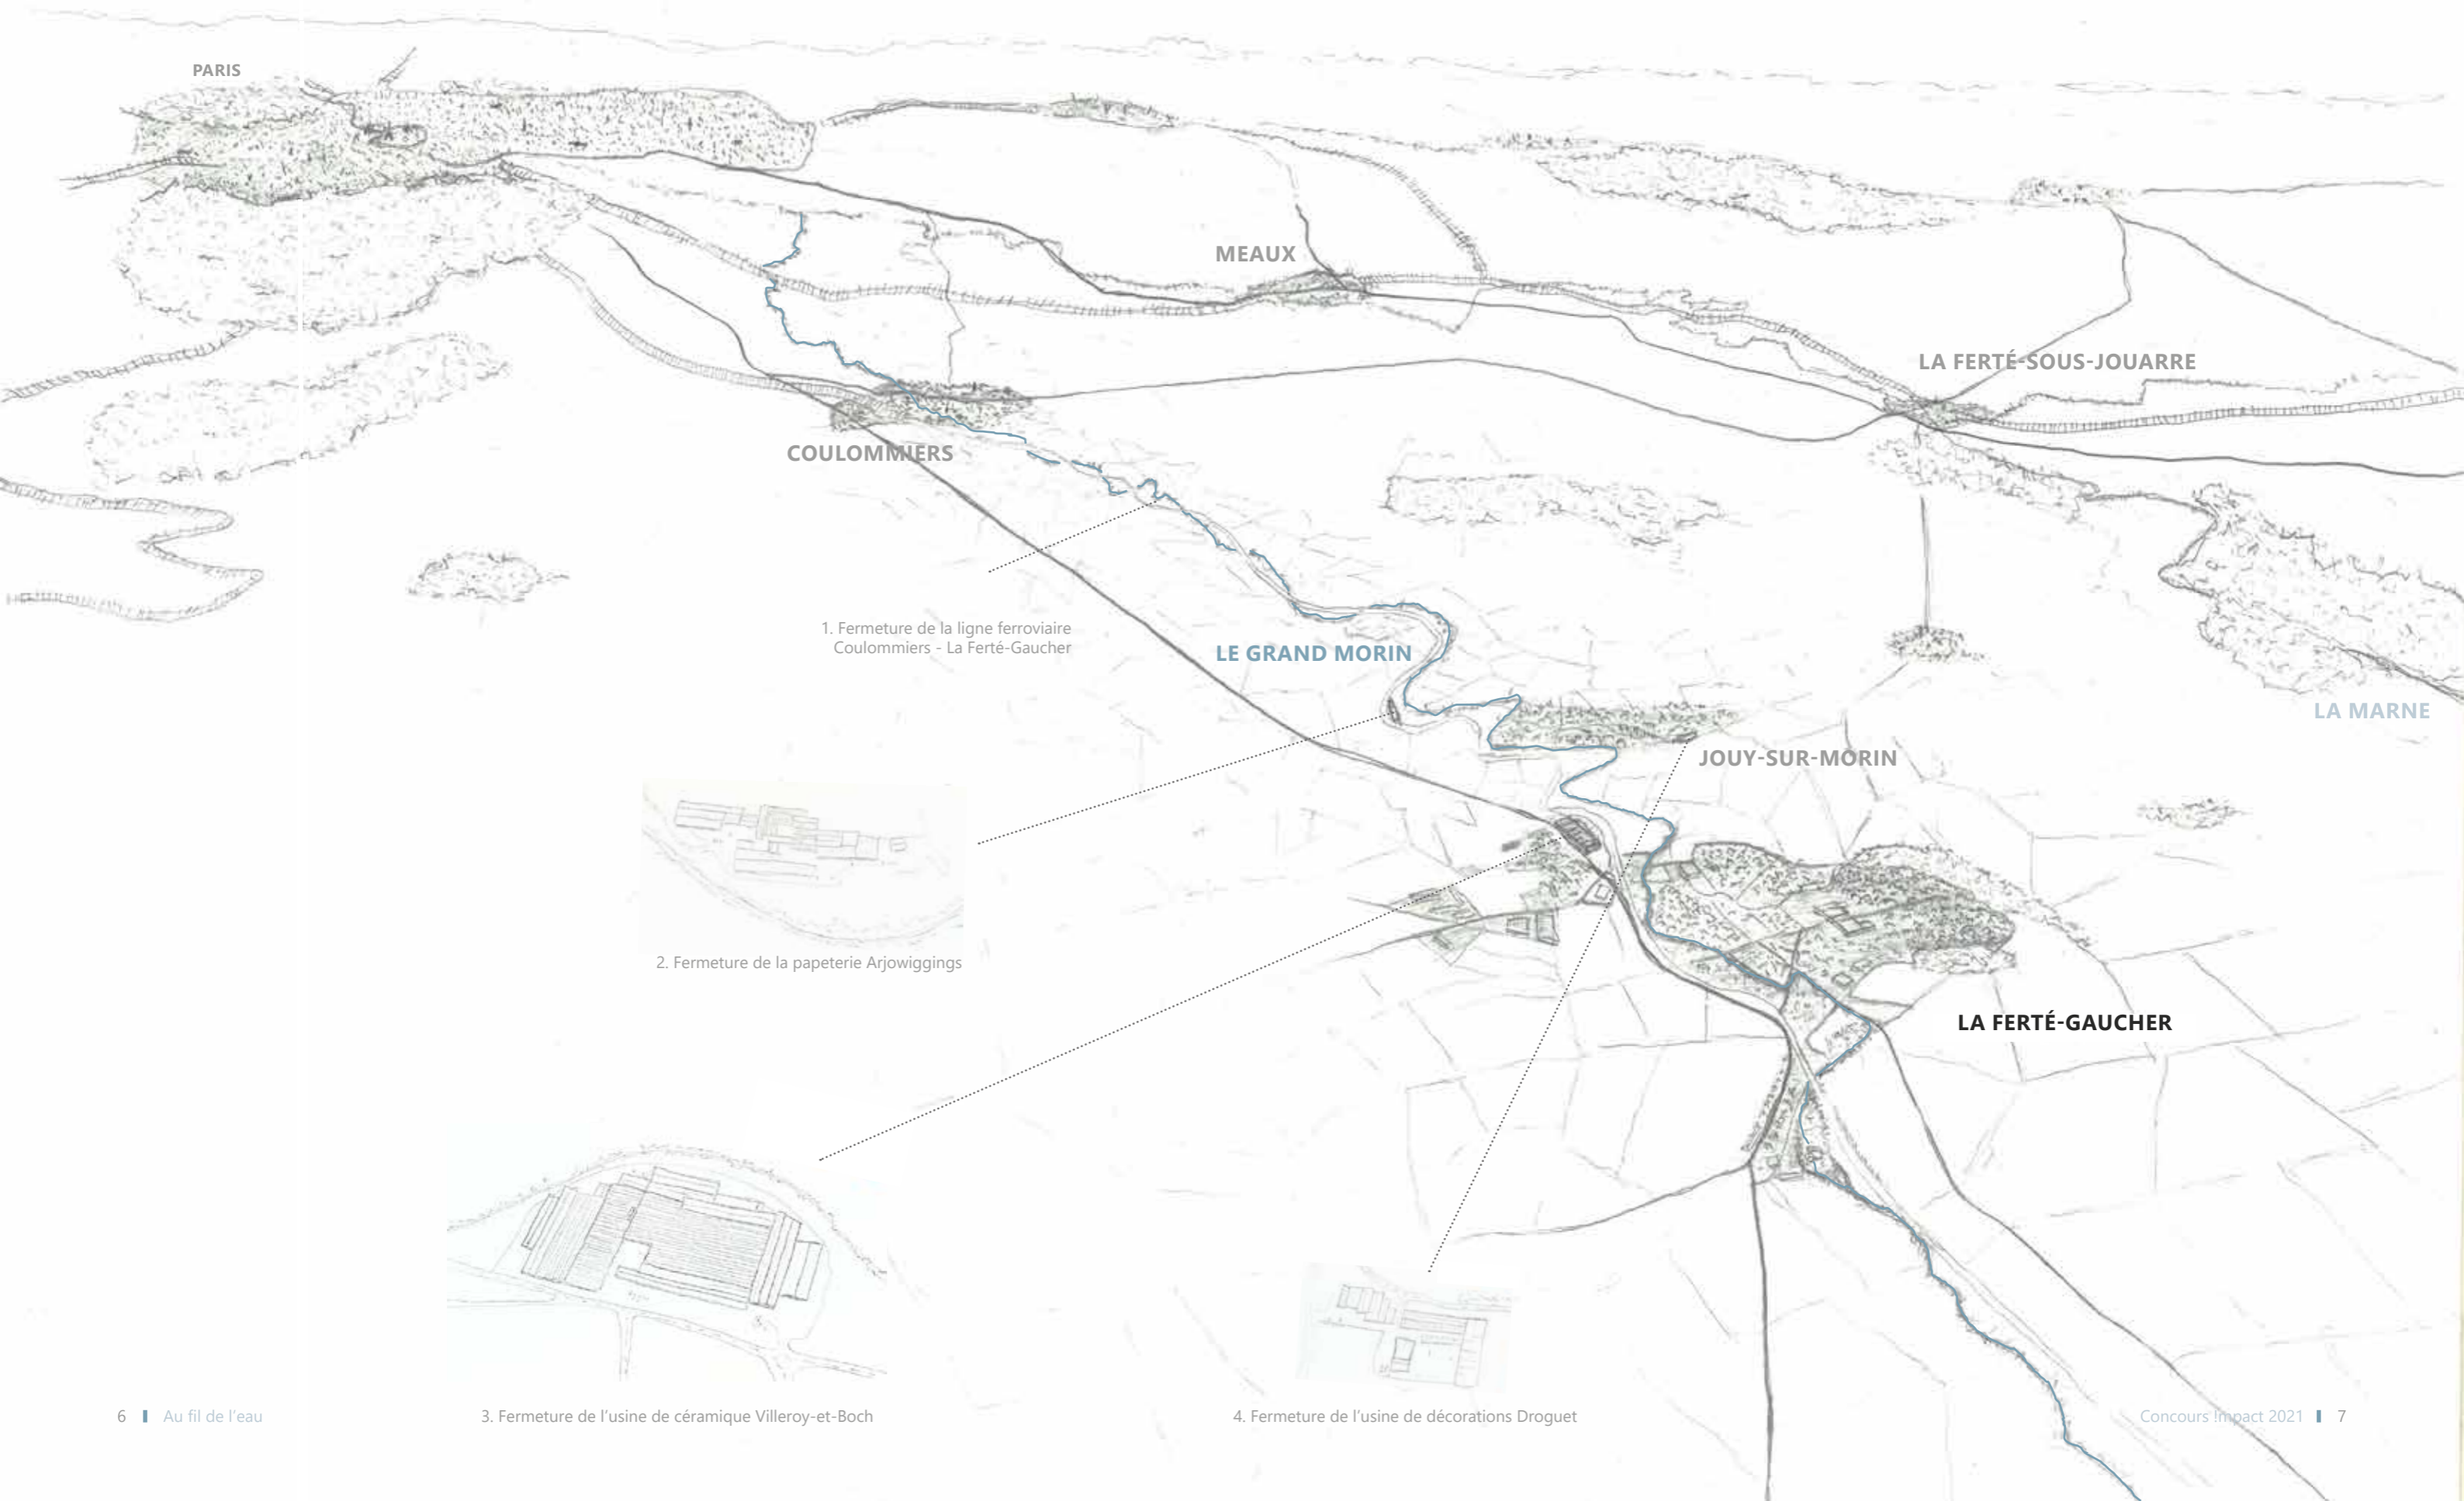 PARIS
MEAUX
LA FERTÉ-SOUS-JOUARRE
COULOMMIERS
1. Fermeture de la ligne ferroviaire
Coulommiers - La Ferté-Gaucher
LE GRAND MORIN
LA MARNE
JOUY-SUR-MORIN
2. Fermeture de la papeterie Arjowiggings
LA FERTÉ-GAUCHER
3. Fermeture de l'usine de céramique Villeroy-et-Boch
4. Fermeture de l'usine de décorations Droguet
6 Au fil de l'eau
Concours !mpact 2021 7